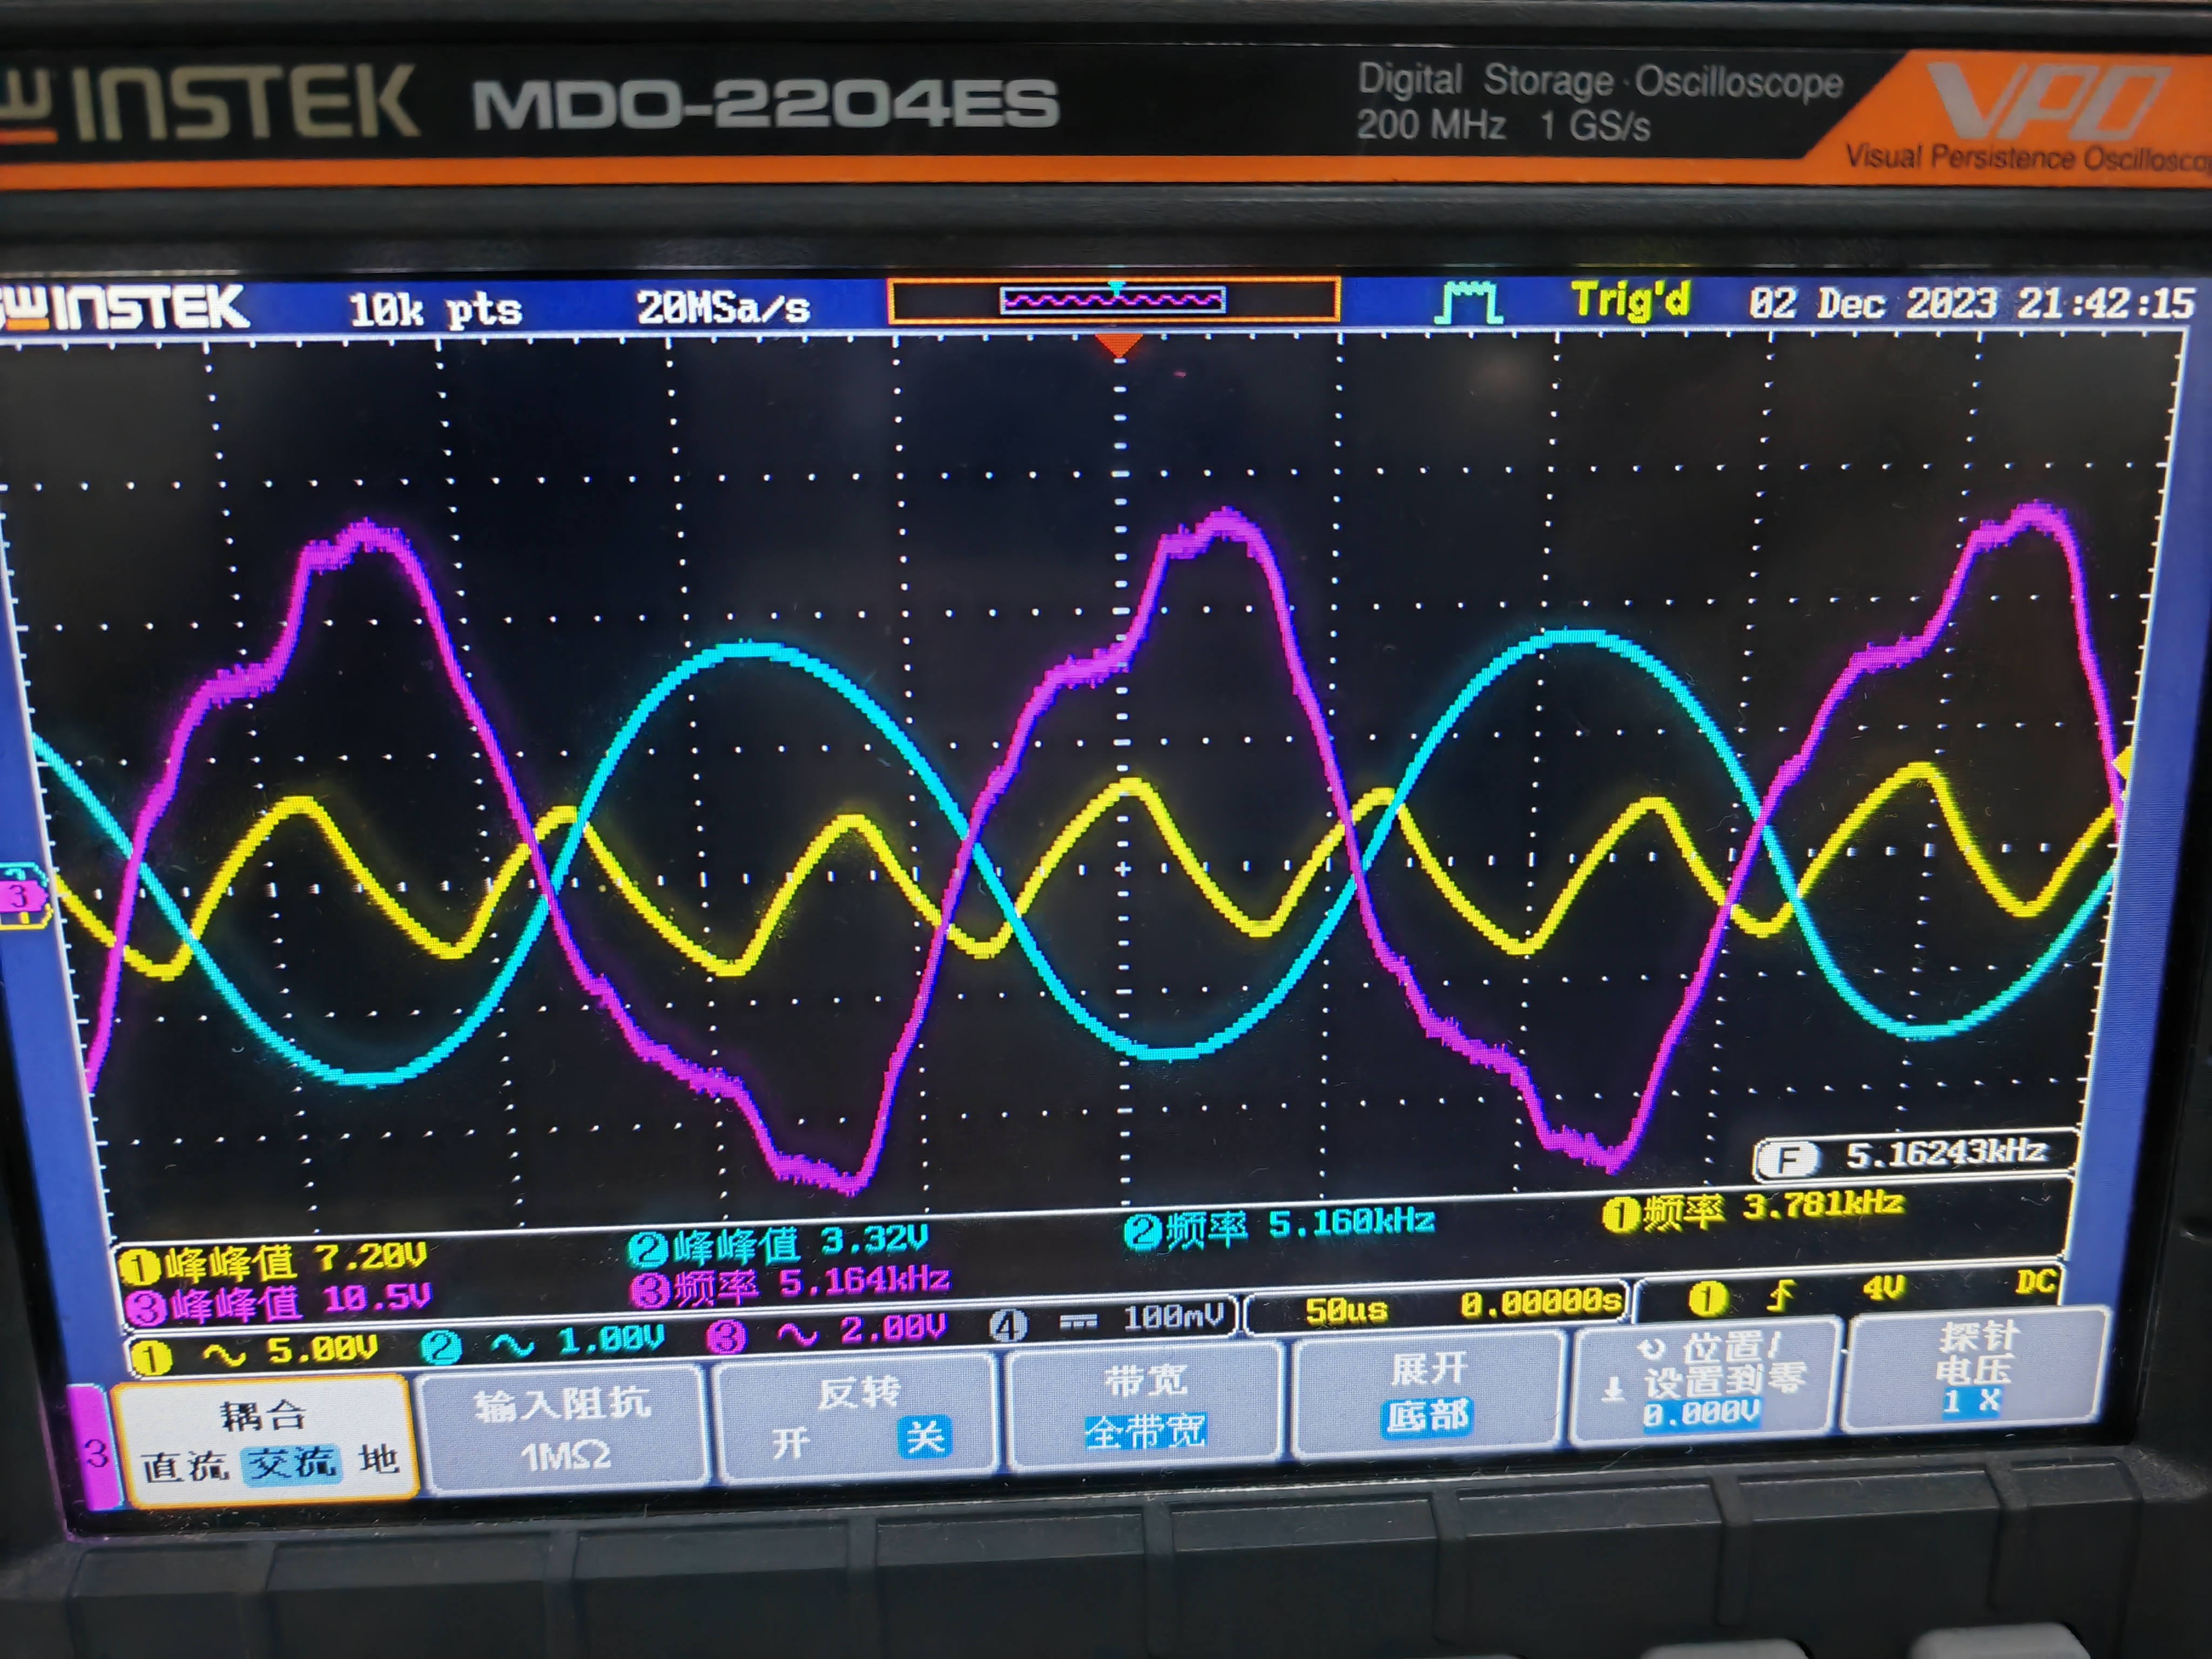 GWINSTEK MDO-2204ES Digital Storage Oscilloscope
200 MHz 1 GS/s
VPO
Visual Persistence Oscilloscop
GWINSTEK 10k pts 20MSa/s Trig'd 02 Dec 2023 21:42:15
2
3
1
F 5.16243kHz
1 峰峰值 7.20V 2 峰峰值 3.32V 2 频率 5.160kHz 1 频率 3.781kHz
3 峰峰值 10.5V 3 频率 5.164kHz
1 ∿ 5.00V 2 ∿ 1.00V 3 ∿ 2.00V 4 ⎓ 100mV 50us 0.00000s 1 4V DC
3
耦合
直流 交流 地
输入阻抗
1MΩ
反转
开 关
带宽
全带宽
展开
底部
位置/
设置到零
0.000V
探针
电压
1 X